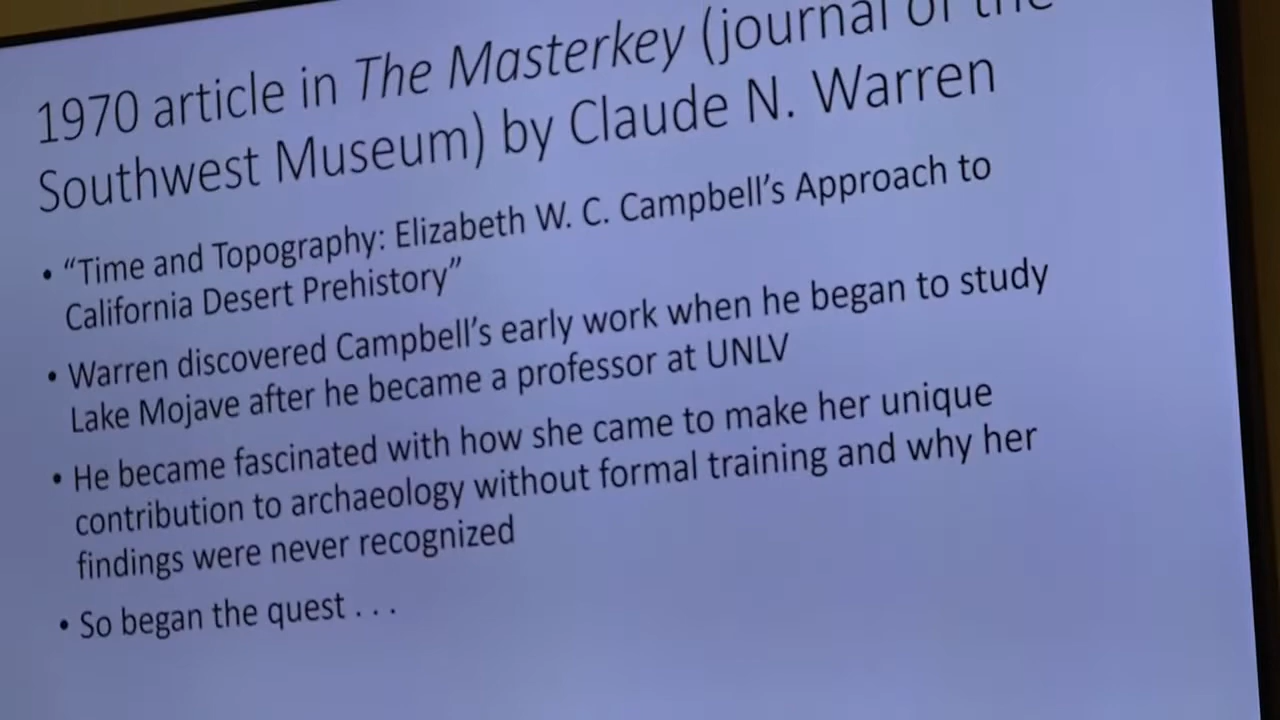 1970 article in The Masterkey (journal of the
Southwest Museum) by Claude N. Warren
• “Time and Topography: Elizabeth W. C. Campbell’s Approach to
California Desert Prehistory”
• Warren discovered Campbell’s early work when he began to study
Lake Mojave after he became a professor at UNLV
• He became fascinated with how she came to make her unique
contribution to archaeology without formal training and why her
findings were never recognized
• So began the quest . . .